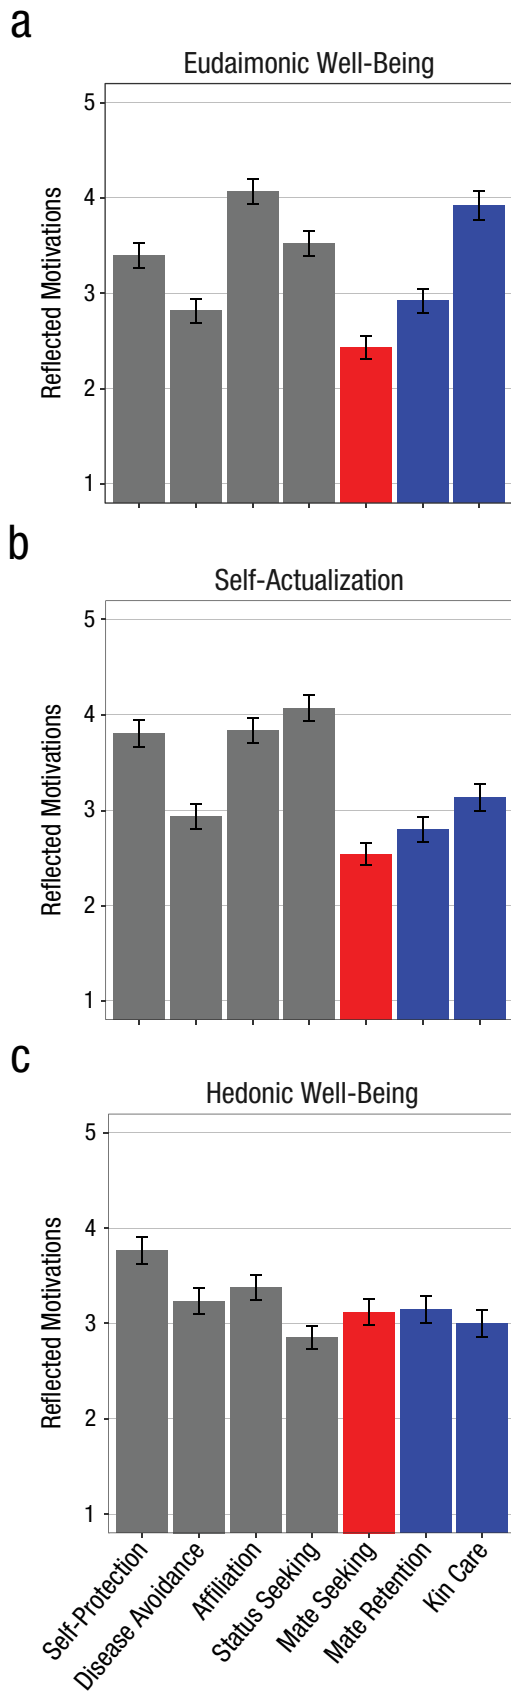 a
Eudaimonic Well-Being
Reflected Motivations
5
4
3
2
1
b
Self-Actualization
Reflected Motivations
5
4
3
2
1
c
Hedonic Well-Being
Reflected Motivations
5
4
3
2
1
Self-Protection
Disease Avoidance
Affiliation
Status Seeking
Mate Seeking
Mate Retention
Kin Care